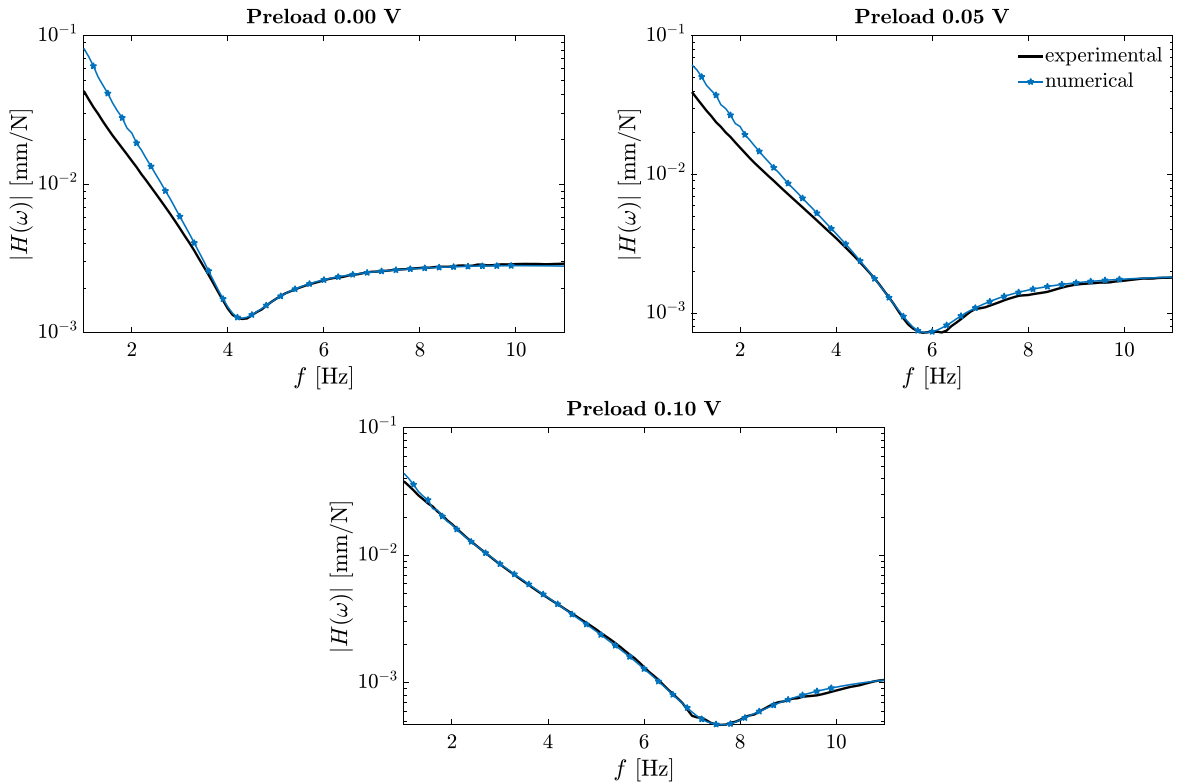 Preload 0.00 V
10⁻¹
10⁻²
10⁻³
|H(ω)| [mm/N]
2 4 6 8 10
f [Hz]
Preload 0.05 V
experimental
numerical
10⁻¹
10⁻²
10⁻³
|H(ω)| [mm/N]
2 4 6 8 10
f [Hz]
Preload 0.10 V
10⁻¹
10⁻²
10⁻³
|H(ω)| [mm/N]
2 4 6 8 10
f [Hz]